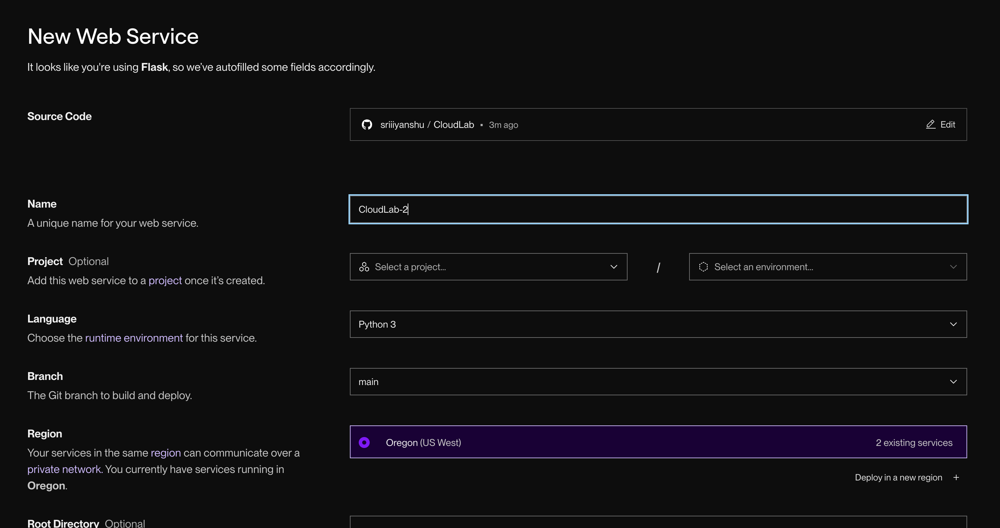 New Web Service
It looks like you're using Flask, so we’ve autofilled some fields accordingly.
Source Code
sriiiyanshu / CloudLab ▪ 3m ago
Edit
Name
A unique name for your web service.
CloudLab-2
Project Optional
Add this web service to a project once it’s created.
Select a project...
/
Select an environment...
Language
Choose the runtime environment for this service.
Python 3
Branch
The Git branch to build and deploy.
main
Region
Your services in the same region can communicate over a
private network. You currently have services running in
Oregon.
Oregon (US West)
2 existing services
Deploy in a new region +
Root Directory Optional